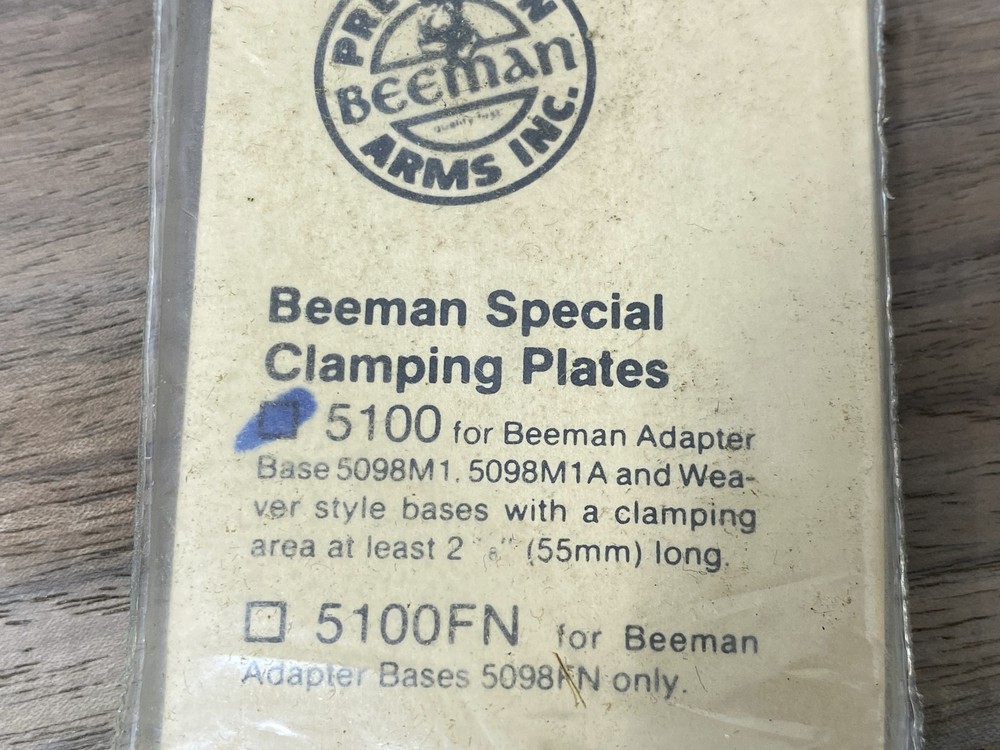 BEEMAN
ARMS INC.
Beeman Special
Clamping Plates
5100 for Beeman Adapter
Base 5098M1. 5098M1A and Wea-
ver style bases with a clamping
area at least 2 " (55mm) long.
5100FN for Beeman
Adapter Bases 5098FN only.